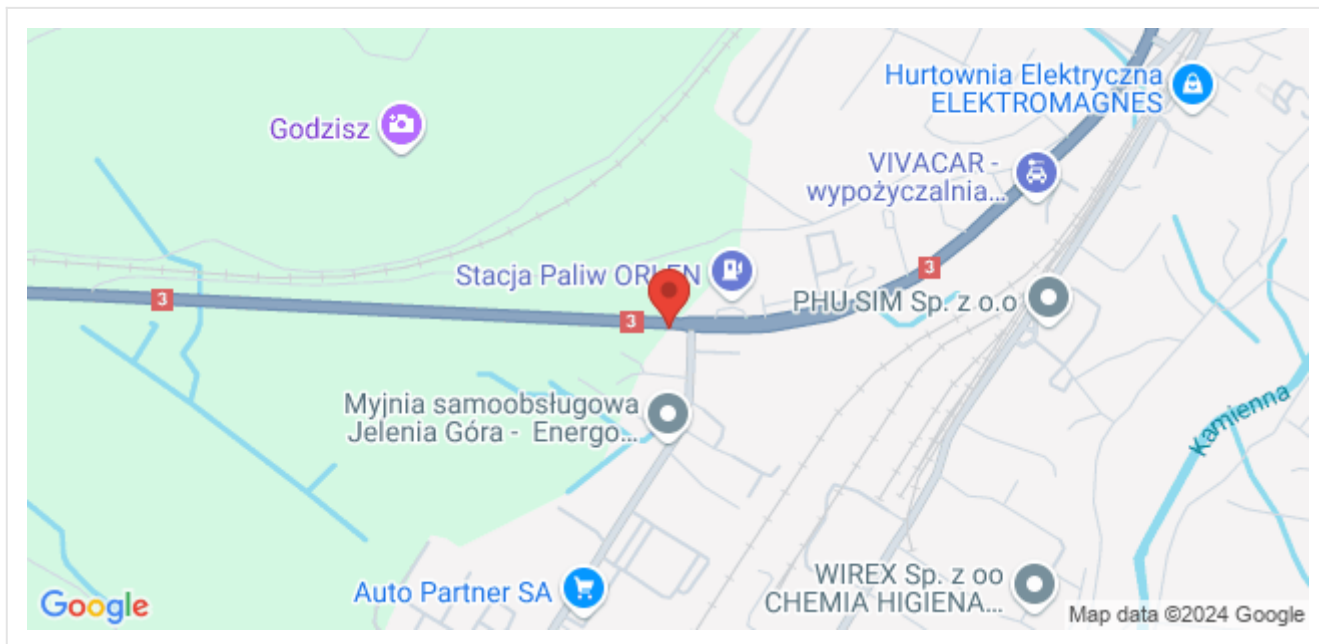 Hurtownia Elektryczna
ELEKTROMAGNES
Godzisz
VIVACAR -
wypożyczalnia...
Stacja Paliw ORLEN
3
3
3
PHU SIM Sp. z o.o
Myjnia samoobsługowa
Jelenia Góra - Energo...
Kamienna
Auto Partner SA
WIREX Sp. z oo
CHEMIA HIGIENA...
Google
Map data ©2024 Google